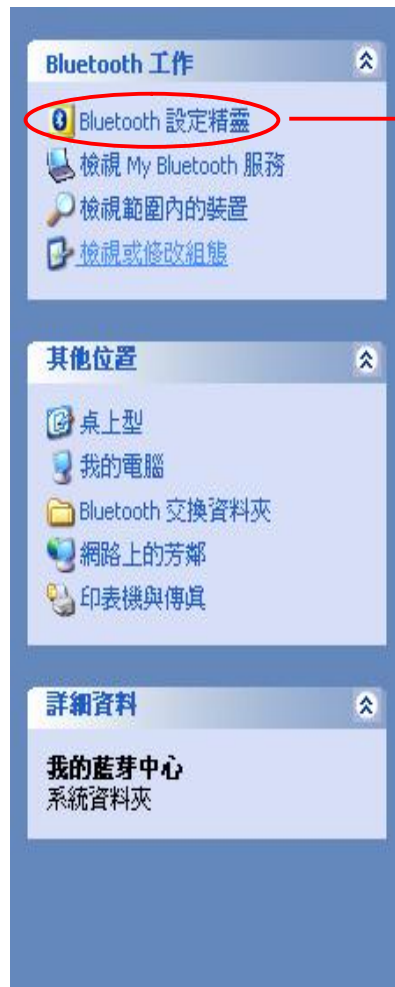 Bluetooth 工作
Bluetooth 設定精靈
檢視 My Bluetooth 服務
檢視範圍內的裝置
檢視或修改組態
其他位置
桌上型
我的電腦
Bluetooth 交換資料夾
網路上的芳鄰
印表機與傳真
詳細資料
我的藍芽中心
系統資料夾